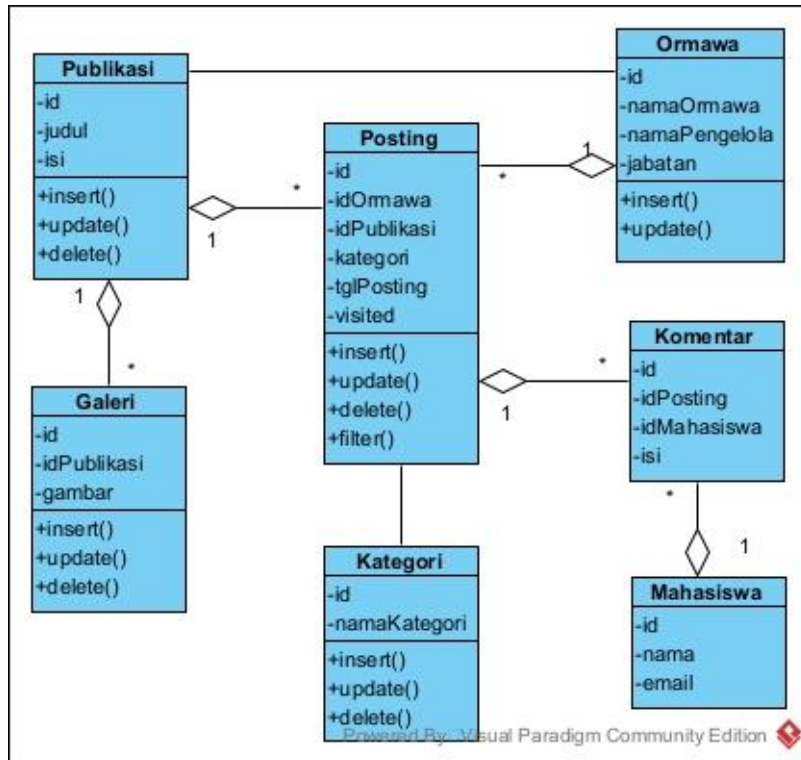 Publikasi
-id
-judul
-isi
+insert()
+update()
+delete()
1
*
1
*
Galeri
-id
-idPublikasi
-gambar
+insert()
+update()
+delete()
Posting
-id
-idOrmawa
-idPublikasi
-kategori
-tglPosting
-visited
+insert()
+update()
+delete()
+filter()
*
1
Ormawa
-id
-namaOrmawa
-namaPengelola
-jabatan
+insert()
+update()
1
*
Komentar
-id
-idPosting
-idMahasiswa
-isi
*
1
Mahasiswa
-id
-nama
-email
Kategori
-id
-namaKategori
+insert()
+update()
+delete()
Powered By Visual Paradigm Community Edition